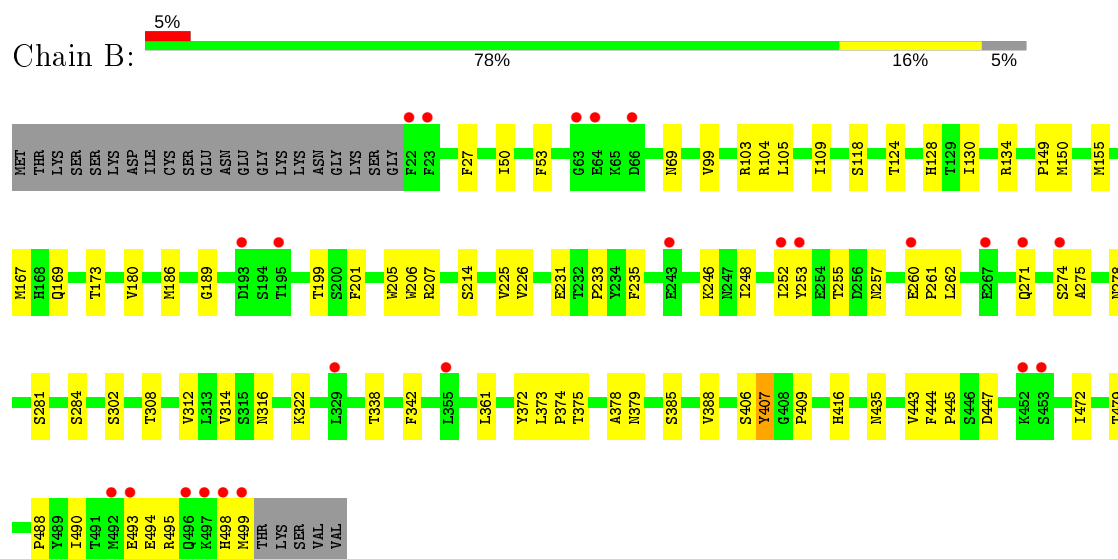 5%
Chain B:
78% 16% 5%
MET THR LYS SER SER LYS ASP ILE CYS SER GLU ASN GLU GLY LYS LYS ASN GLY LYS SER GLY F22 F23 F27 I50 F53 G63 E64 K65 D66 N69 V99 R103 R104 L105 I109 S118 T124 H128 T129 I130 R134 P149 M150 M155
M167 H168 Q169 T173 V180 M186 G189 D193 S194 T195 T199 S200 F201 W205 W206 R207 S214 V225 V226 E231 T232 P233 Y234 F235 E243 K246 N247 I248 I252 Y253 E254 T255 D256 N257 E260 P261 L262 E267 Q271 S274 A275 N278
S281 S284 S302 T308 V312 L313 V314 S315 N316 K322 L329 T338 F342 L355 L361 Y372 L373 P374 T375 A378 N379 S385 V388 S406 Y407 G408 P409 H416 N435 V443 F444 P445 S446 D447 K452 S453 I472 T479
P488 Y489 I490 T491 M492 E493 E494 R495 Q496 K497 H498 M499 THR LYS SER VAL VAL